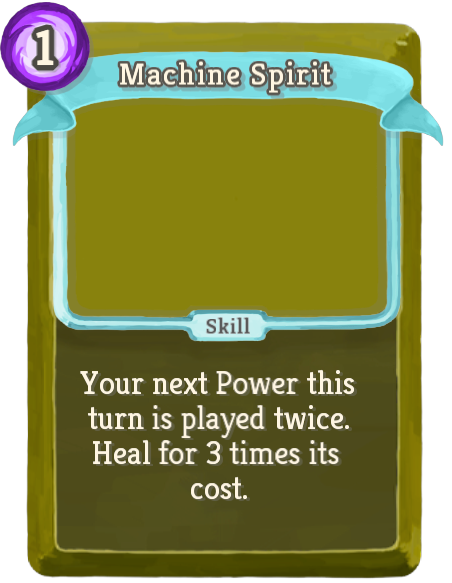 1
Machine Spirit
Skill
Your next Power this
turn is played twice.
Heal for 3 times its
cost.